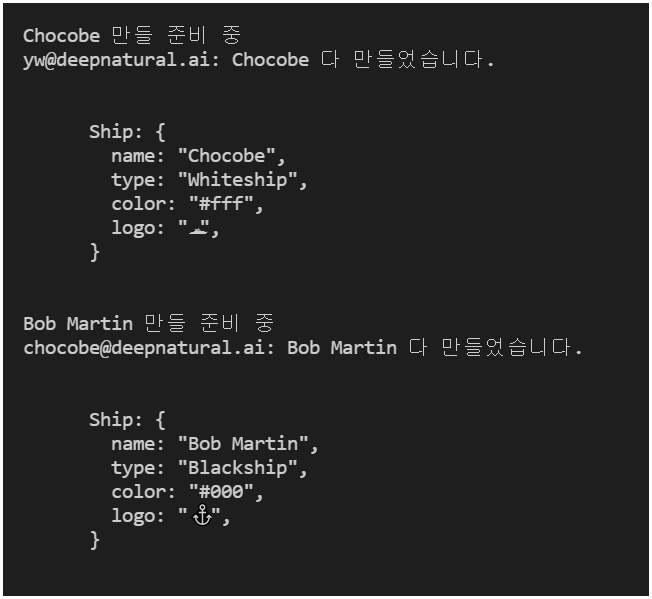 Chocobe 만들 준비 중
yw@deepnatural.ai: Chocobe 다 만들었습니다.
Ship: {
name: "Chocobe",
type: "Whiteship",
color: "#fff",
logo: "🛥",
}
Bob Martin 만들 준비 중
chocobe@deepnatural.ai: Bob Martin 다 만들었습니다.
Ship: {
name: "Bob Martin",
type: "Blackship",
color: "#000",
logo: "⚓",
}